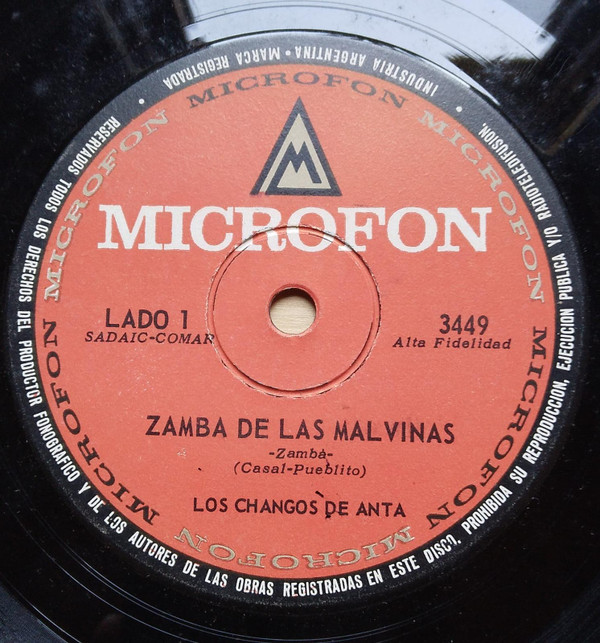 INDUSTRIA ARGENTINA • MARCA REGISTRADA •
RESERVADOS TODOS LOS DERECHOS DEL PRODUCTOR FONOGRAFICO Y DE LOS AUTORES DE LAS OBRAS REGISTRADAS EN ESTE DISCO, PROHIBIDA SU REPRODUCCION, EJECUCION PUBLICA Y/O RADIOTELEDIFUSION.
MICROFON MICROFON MICROFON MICROFON MICROFON MICROFON MICROFON
M
MICROFON
LADO 1
SADAIC-COMAR
3449
Alta Fidelidad
ZAMBA DE LAS MALVINAS
-Zamba-
(Casal-Pueblito)
LOS CHANGOS DE ANTA